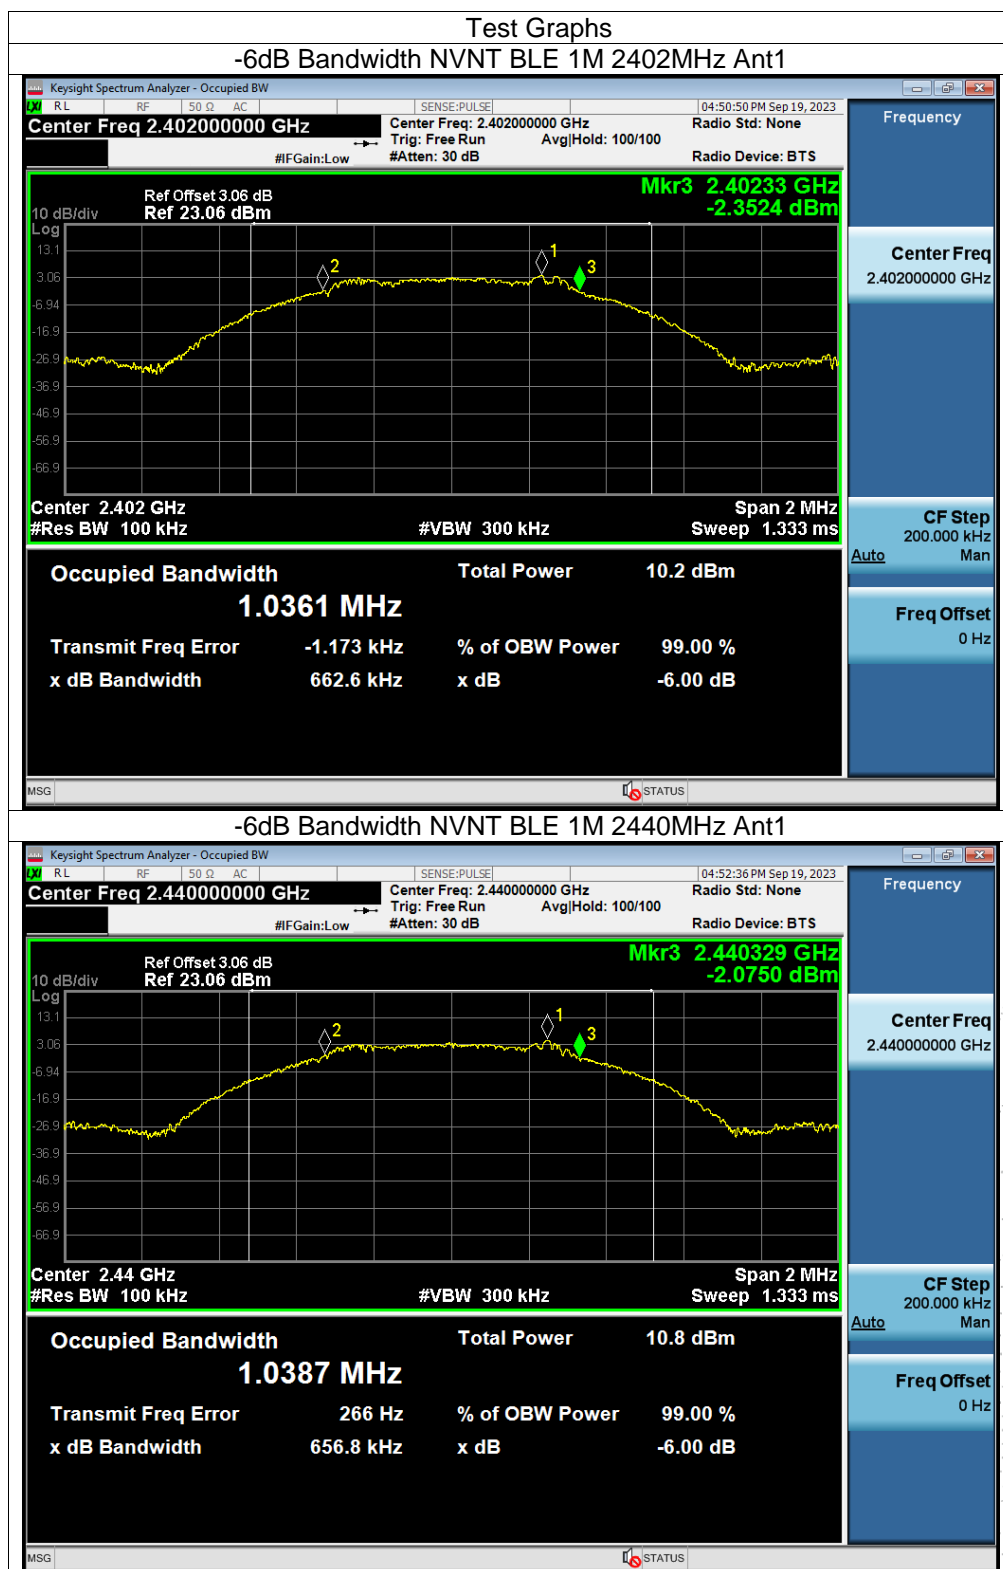 Test Graphs
-6dB Bandwidth NVNT BLE 1M 2402MHz Ant1
Keysight Spectrum Analyzer - Occupied BW
LXI RL RF 50 Ω AC SENSE:PULSE 04:50:50 PM Sep 19, 2023
Center Freq 2.402000000 GHz
Center Freq: 2.402000000 GHz Radio Std: None
Trig: Free Run Avg|Hold: 100/100
#IFGain:Low #Atten: 30 dB Radio Device: BTS
Frequency
Mkr3 2.40233 GHz
-2.3524 dBm
Ref Offset 3.06 dB
10 dB/div Ref 23.06 dBm
Log
13.1
3.06
-6.94
-16.9
-26.9
-36.9
-46.9
-56.9
-66.9
1
2
3
Center 2.402 GHz Span 2 MHz
#Res BW 100 kHz #VBW 300 kHz Sweep 1.333 ms
Center Freq
2.402000000 GHz
CF Step
200.000 kHz
Auto Man
Freq Offset
0 Hz
Occupied Bandwidth Total Power 10.2 dBm
1.0361 MHz
Transmit Freq Error -1.173 kHz % of OBW Power 99.00 %
x dB Bandwidth 662.6 kHz x dB -6.00 dB
MSG STATUS
-6dB Bandwidth NVNT BLE 1M 2440MHz Ant1
Keysight Spectrum Analyzer - Occupied BW
LXI RL RF 50 Ω AC SENSE:PULSE 04:52:36 PM Sep 19, 2023
Center Freq 2.440000000 GHz
Center Freq: 2.440000000 GHz Radio Std: None
Trig: Free Run Avg|Hold: 100/100
#IFGain:Low #Atten: 30 dB Radio Device: BTS
Frequency
Mkr3 2.440329 GHz
-2.0750 dBm
Ref Offset 3.06 dB
10 dB/div Ref 23.06 dBm
Log
13.1
3.06
-6.94
-16.9
-26.9
-36.9
-46.9
-56.9
-66.9
1
2
3
Center 2.44 GHz Span 2 MHz
#Res BW 100 kHz #VBW 300 kHz Sweep 1.333 ms
Center Freq
2.440000000 GHz
CF Step
200.000 kHz
Auto Man
Freq Offset
0 Hz
Occupied Bandwidth Total Power 10.8 dBm
1.0387 MHz
Transmit Freq Error 266 Hz % of OBW Power 99.00 %
x dB Bandwidth 656.8 kHz x dB -6.00 dB
MSG STATUS